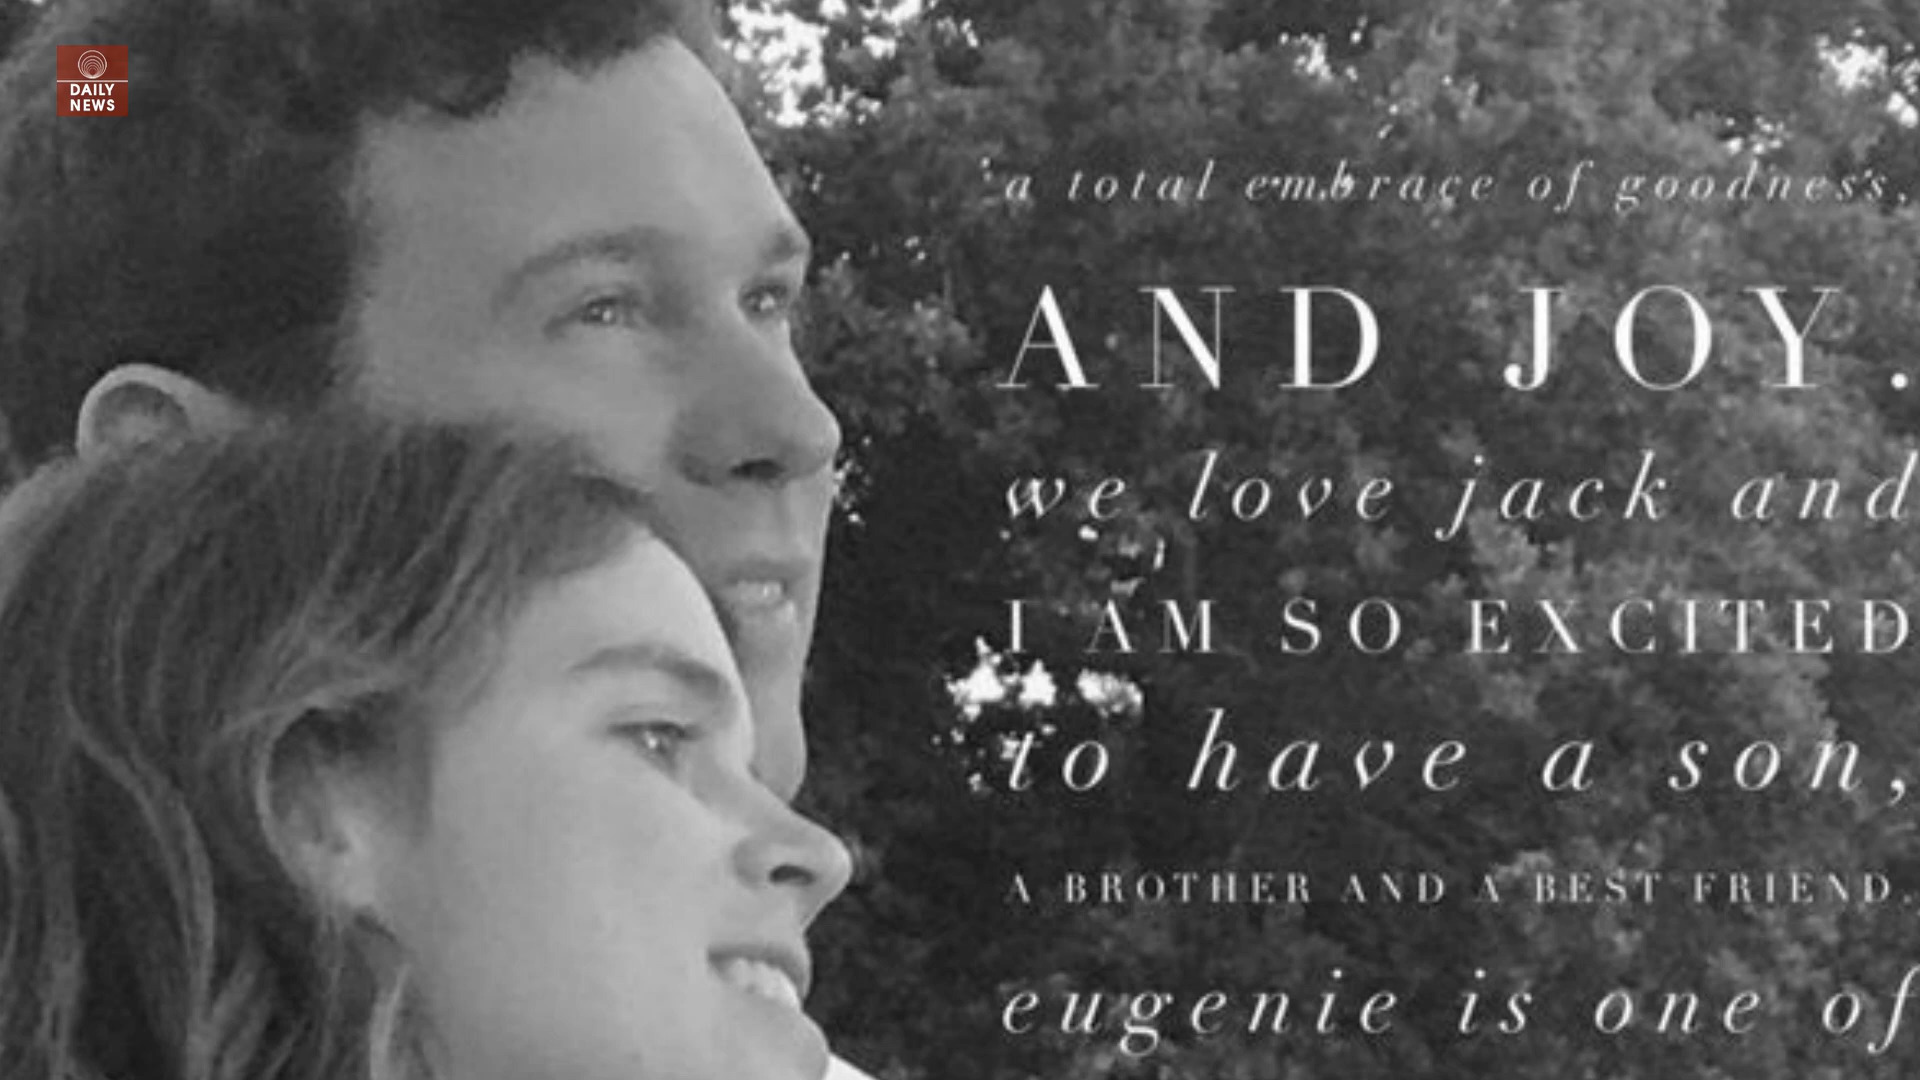 DAILY
NEWS
a total embrace of goodness,
AND JOY.
we love jack and
I AM SO EXCITED
to have a son,
A BROTHER AND A BEST FRIEND.
eugenie is one of